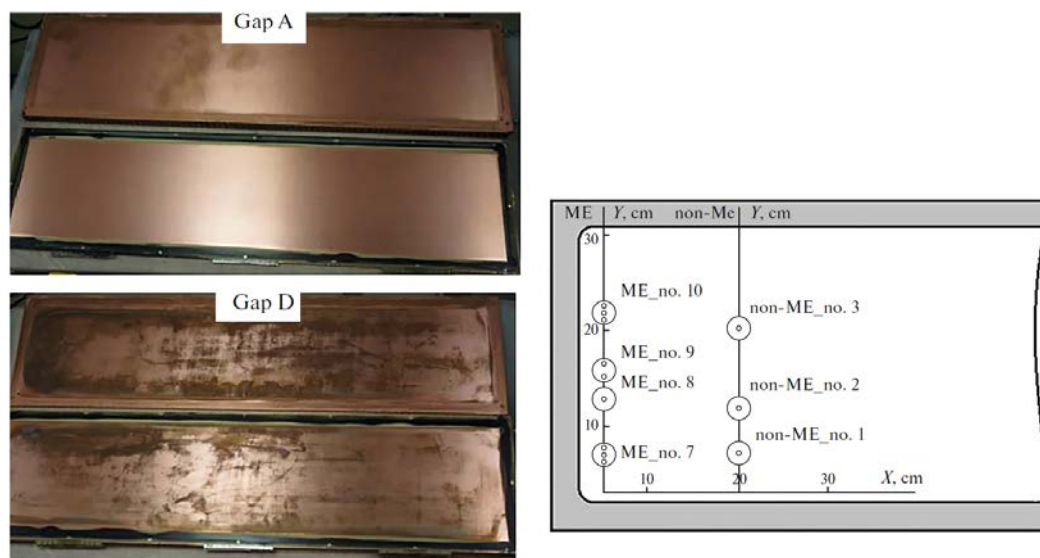 Gap A
Gap D
ME Y, cm non-Me Y, cm
30
ME_no. 10
non-ME_no. 3
20
ME_no. 9
ME_no. 8
non-ME_no. 2
10
non-ME_no. 1
ME_no. 7
10 20 30 X, cm